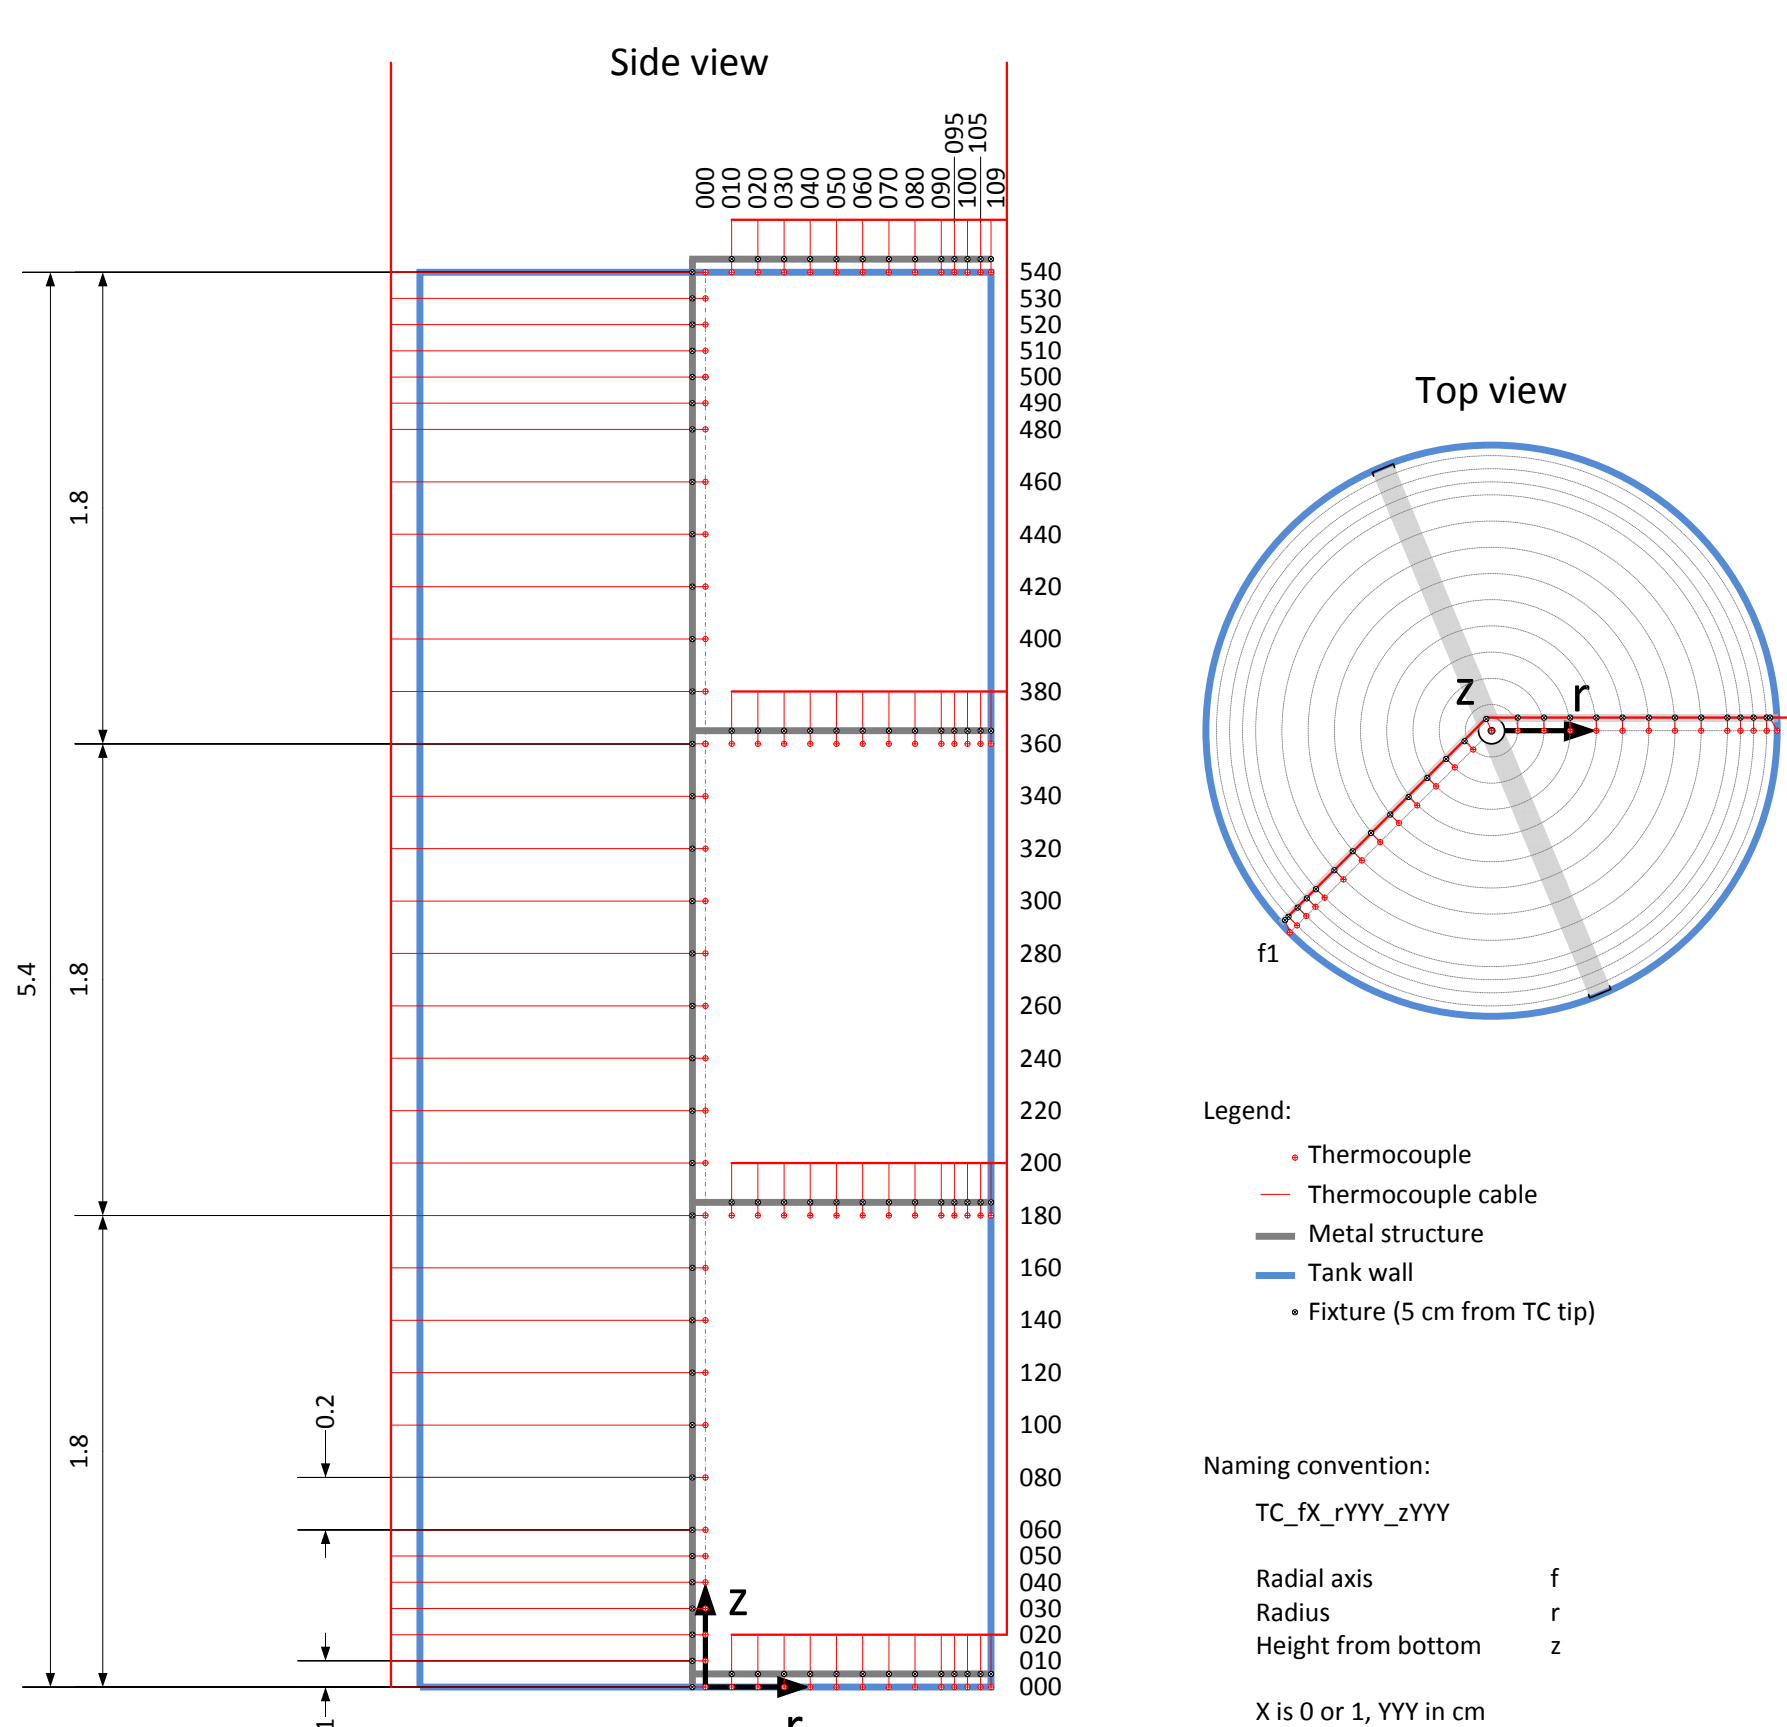 Side view
000
010
020
030
040
050
060
070
080
090
095
100
105
109
540
530
520
510
500
490
480
460
440
420
400
380
360
340
320
300
280
260
240
220
200
180
160
140
120
100
080
060
050
040
030
020
010
000
5.4
1.8
1.8
1.8
0.2
z
r
Top view
z
r
f1
Legend:
Thermocouple
Thermocouple cable
Metal structure
Tank wall
Fixture (5 cm from TC tip)
Naming convention:
TC_fX_rYYY_zYYY
Radial axis f
Radius r
Height from bottom z
X is 0 or 1, YYY in cm